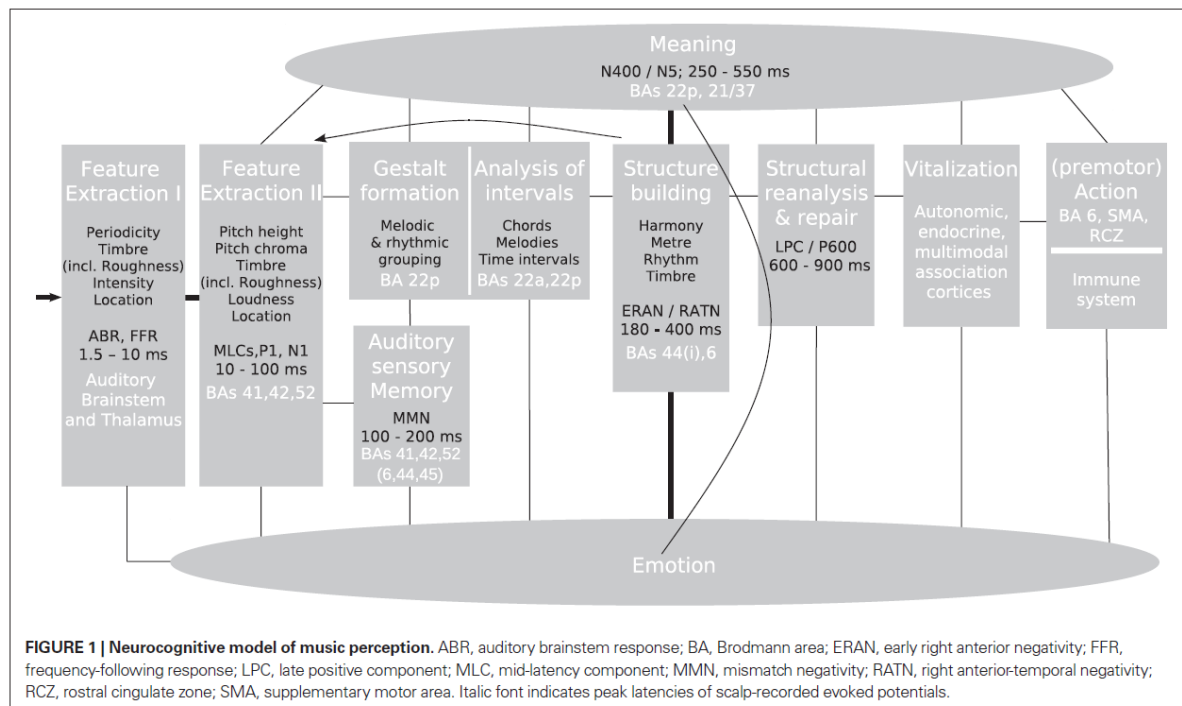 Meaning
N400 / N5; 250 - 550 ms
BAs 22p, 21/37
Feature
Extraction I
Periodicity
Timbre
(incl. Roughness)
Intensity
Location
ABR, FFR
1.5 – 10 ms
Auditory
Brainstem
and Thalamus
Feature
Extraction II
Pitch height
Pitch chroma
Timbre
(incl. Roughness)
Loudness
Location
MLCs,P1, N1
10 - 100 ms
BAs 41,42,52
Gestalt
formation
Melodic
& rhythmic
grouping
BA 22p
Analysis of
intervals
Chords
Melodies
Time intervals
BAs 22a,22p
Auditory
sensory
Memory
MMN
100 - 200 ms
BAs 41,42,52
(6,44,45)
Structure
building
Harmony
Metre
Rhythm
Timbre
ERAN / RATN
180 - 400 ms
BAs 44(i),6
Structural
reanalysis
& repair
LPC / P600
600 - 900 ms
Vitalization
Autonomic,
endocrine,
multimodal
association
cortices
(premotor)
Action
BA 6, SMA,
RCZ
Immune
system
Emotion
FIGURE 1 | Neurocognitive model of music perception. ABR, auditory brainstem response; BA, Brodmann area; ERAN, early right anterior negativity; FFR,
frequency-following response; LPC, late positive component; MLC, mid-latency component; MMN, mismatch negativity; RATN, right anterior-temporal negativity;
RCZ, rostral cingulate zone; SMA, supplementary motor area. Italic font indicates peak latencies of scalp-recorded evoked potentials.